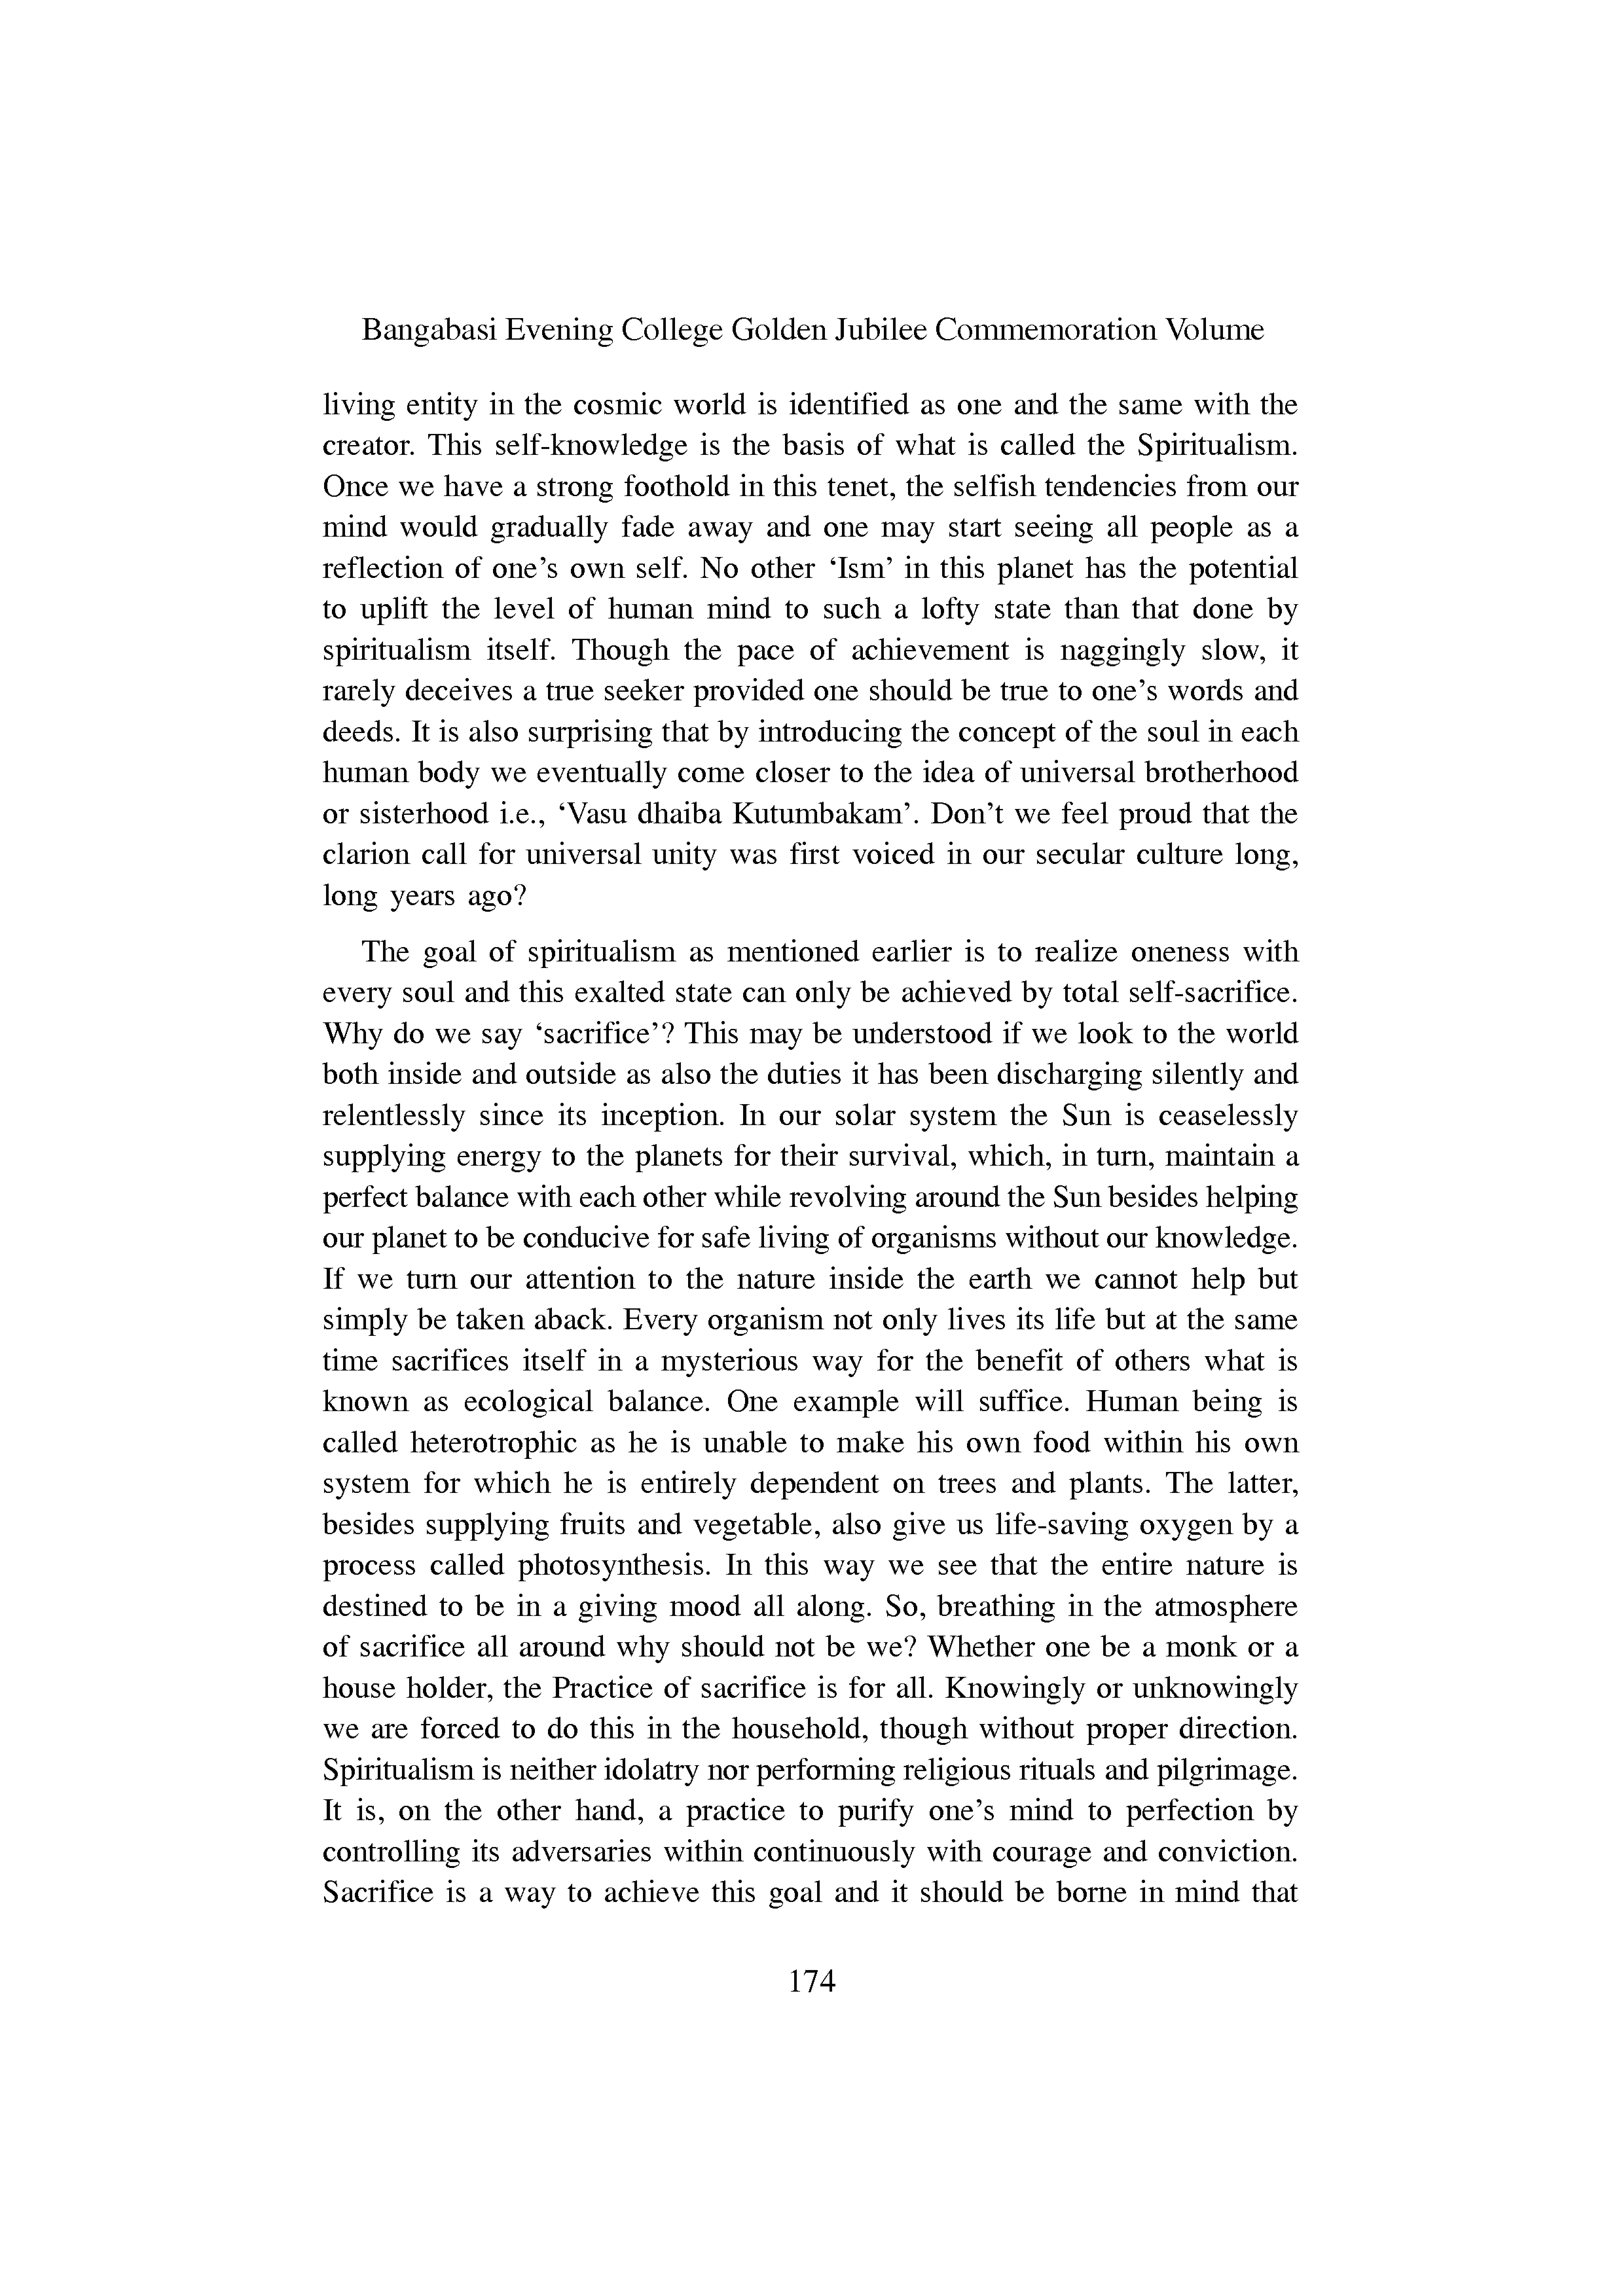 Bangabasi Evening College Golden Jubilee Commemoration Volume
living entity in the cosmic world is identified as one and the same with the
creator. This self-knowledge is the basis of what is called the Spiritualism.
Once we have a strong foothold in this tenet, the selfish tendencies from our
mind would gradually fade away and one may start seeing all people as a
reflection of one’s own self. No other ‘Ism’ in this planet has the potential
to uplift the level of human mind to such a lofty state than that done by
spiritualism itself. Though the pace of achievement is naggingly slow, it
rarely deceives a true seeker provided one should be true to one’s words and
deeds. It is also surprising that by introducing the concept of the soul in each
human body we eventually come closer to the idea of universal brotherhood
or sisterhood i.e., ‘Vasu dhaiba Kutumbakam’. Don’t we feel proud that the
clarion call for universal unity was first voiced in our secular culture long,
long years ago?
The goal of spiritualism as mentioned earlier is to realize oneness with
every soul and this exalted state can only be achieved by total self-sacrifice.
Why do we say ‘sacrifice’? This may be understood if we look to the world
both inside and outside as also the duties it has been discharging silently and
relentlessly since its inception. In our solar system the Sun is ceaselessly
supplying energy to the planets for their survival, which, in turn, maintain a
perfect balance with each other while revolving around the Sun besides helping
our planet to be conducive for safe living of organisms without our knowledge.
If we turn our attention to the nature inside the earth we cannot help but
simply be taken aback. Every organism not only lives its life but at the same
time sacrifices itself in a mysterious way for the benefit of others what is
known as ecological balance. One example will suffice. Human being is
called heterotrophic as he is unable to make his own food within his own
system for which he is entirely dependent on trees and plants. The latter,
besides supplying fruits and vegetable, also give us life-saving oxygen by a
process called photosynthesis. In this way we see that the entire nature is
destined to be in a giving mood all along. So, breathing in the atmosphere
of sacrifice all around why should not be we? Whether one be a monk or a
house holder, the Practice of sacrifice is for all. Knowingly or unknowingly
we are forced to do this in the household, though without proper direction.
Spiritualism is neither idolatry nor performing religious rituals and pilgrimage.
It is, on the other hand, a practice to purify one’s mind to perfection by
controlling its adversaries within continuously with courage and conviction.
Sacrifice is a way to achieve this goal and it should be borne in mind that
174